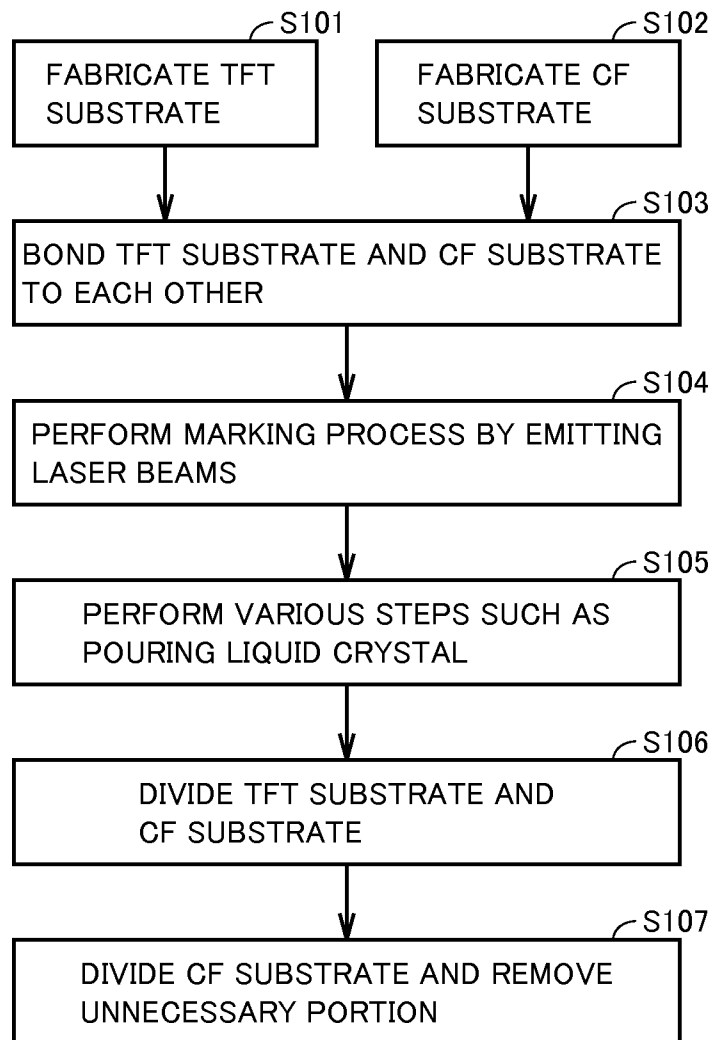 S101
FABRICATE TFT
SUBSTRATE
S102
FABRICATE CF
SUBSTRATE
S103
BOND TFT SUBSTRATE AND CF SUBSTRATE
TO EACH OTHER
S104
PERFORM MARKING PROCESS BY EMITTING
LASER BEAMS
S105
PERFORM VARIOUS STEPS SUCH AS
POURING LIQUID CRYSTAL
S106
DIVIDE TFT SUBSTRATE AND
CF SUBSTRATE
S107
DIVIDE CF SUBSTRATE AND REMOVE
UNNECESSARY PORTION